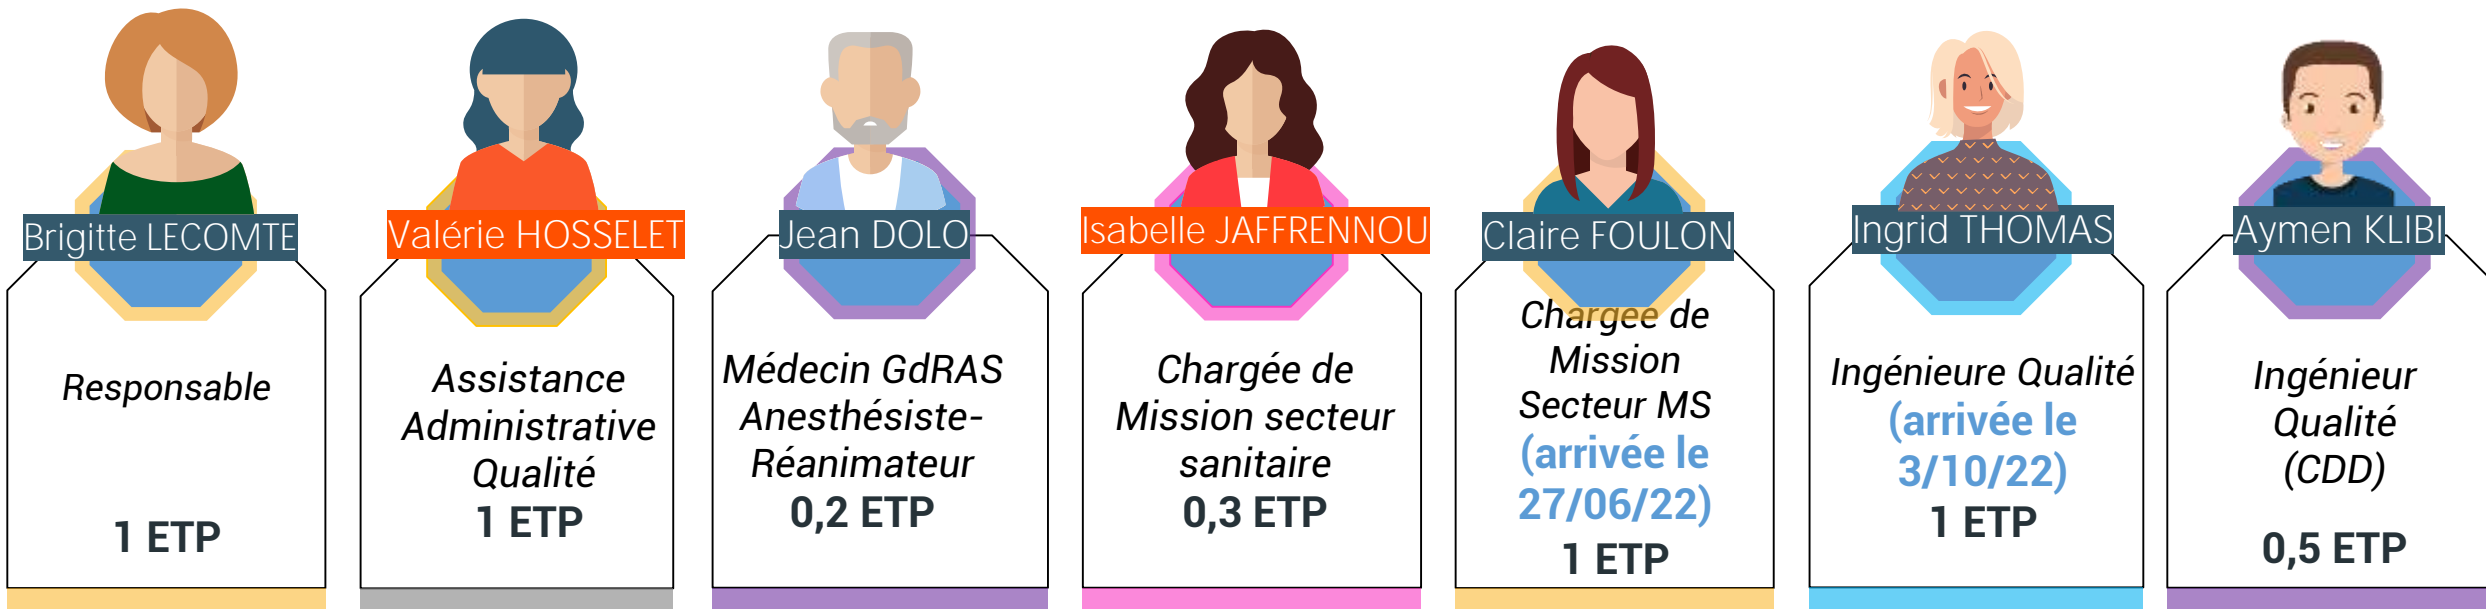 Brigitte LECOMTE
Responsable
1 ETP
Valérie HOSSELET
Assistance
Administrative
Qualité
1 ETP
Jean DOLO
Médecin GdRAS
Anesthésiste-
Réanimateur
0,2 ETP
Isabelle JAFFRENNOU
Chargée de
Mission secteur
sanitaire
0,3 ETP
Claire FOULON
Chargée de
Mission
Secteur MS
(arrivée le
27/06/22)
1 ETP
Ingrid THOMAS
Ingénieure Qualité
(arrivée le
3/10/22)
1 ETP
Aymen KLIBI
Ingénieur
Qualité
(CDD)
0,5 ETP